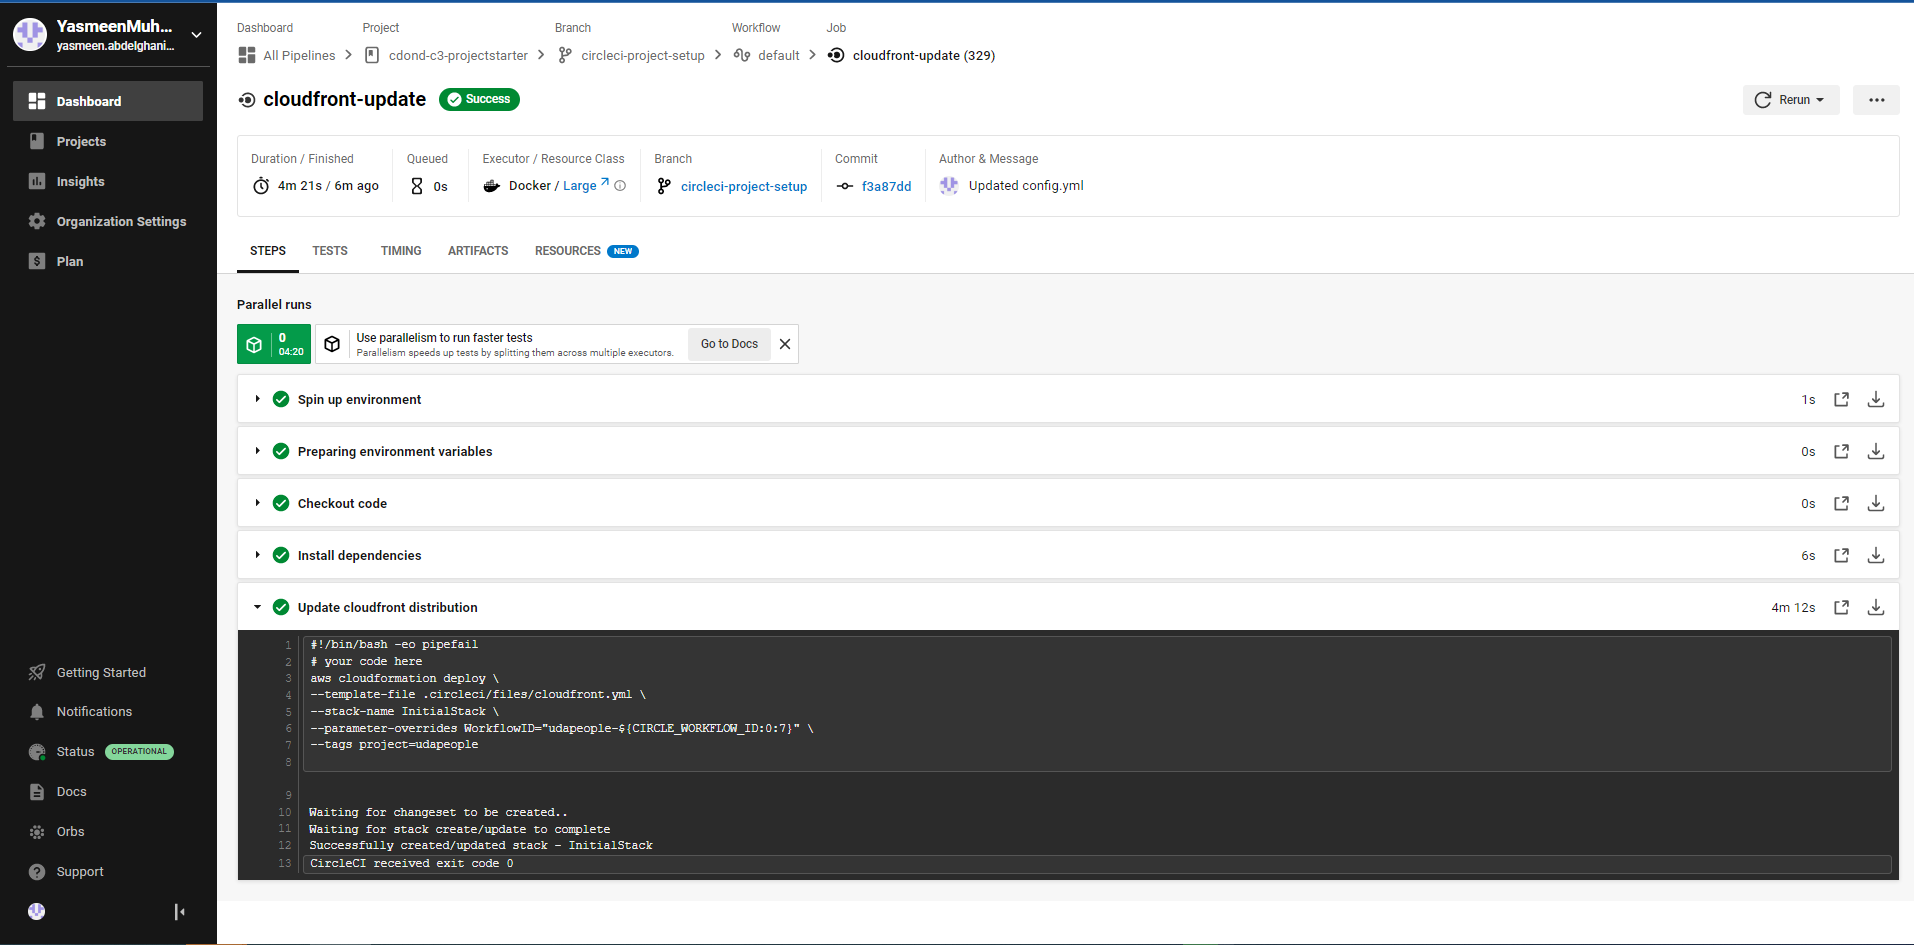 YasmeenMuh...
yasmeen.abdelghani...
Dashboard
Projects
Insights
Organization Settings
Plan
Getting Started
Notifications
Status OPERATIONAL
Docs
Orbs
Support
Dashboard Project Branch Workflow Job
All Pipelines cdond-c3-projectstarter circleci-project-setup default cloudfront-update (329)
cloudfront-update Success
Rerun
Duration / Finished Queued Executor / Resource Class Branch Commit Author & Message
4m 21s / 6m ago 0s Docker / Large circleci-project-setup f3a87dd Updated config.yml
STEPS TESTS TIMING ARTIFACTS RESOURCES NEW
Parallel runs
0
04:20
Use parallelism to run faster tests
Parallelism speeds up tests by splitting them across multiple executors.
Go to Docs
Spin up environment 1s
Preparing environment variables 0s
Checkout code 0s
Install dependencies 6s
Update cloudfront distribution 4m 12s
1 #!/bin/bash -eo pipefail
2 # your code here
3 aws cloudformation deploy \
4 --template-file .circleci/files/cloudfront.yml \
5 --stack-name InitialStack \
6 --parameter-overrides WorkflowID="udapeople-${CIRCLE_WORKFLOW_ID:0:7}" \
7 --tags project=udapeople
8
9
10 Waiting for changeset to be created..
11 Waiting for stack create/update to complete
12 Successfully created/updated stack - InitialStack
13 CircleCI received exit code 0